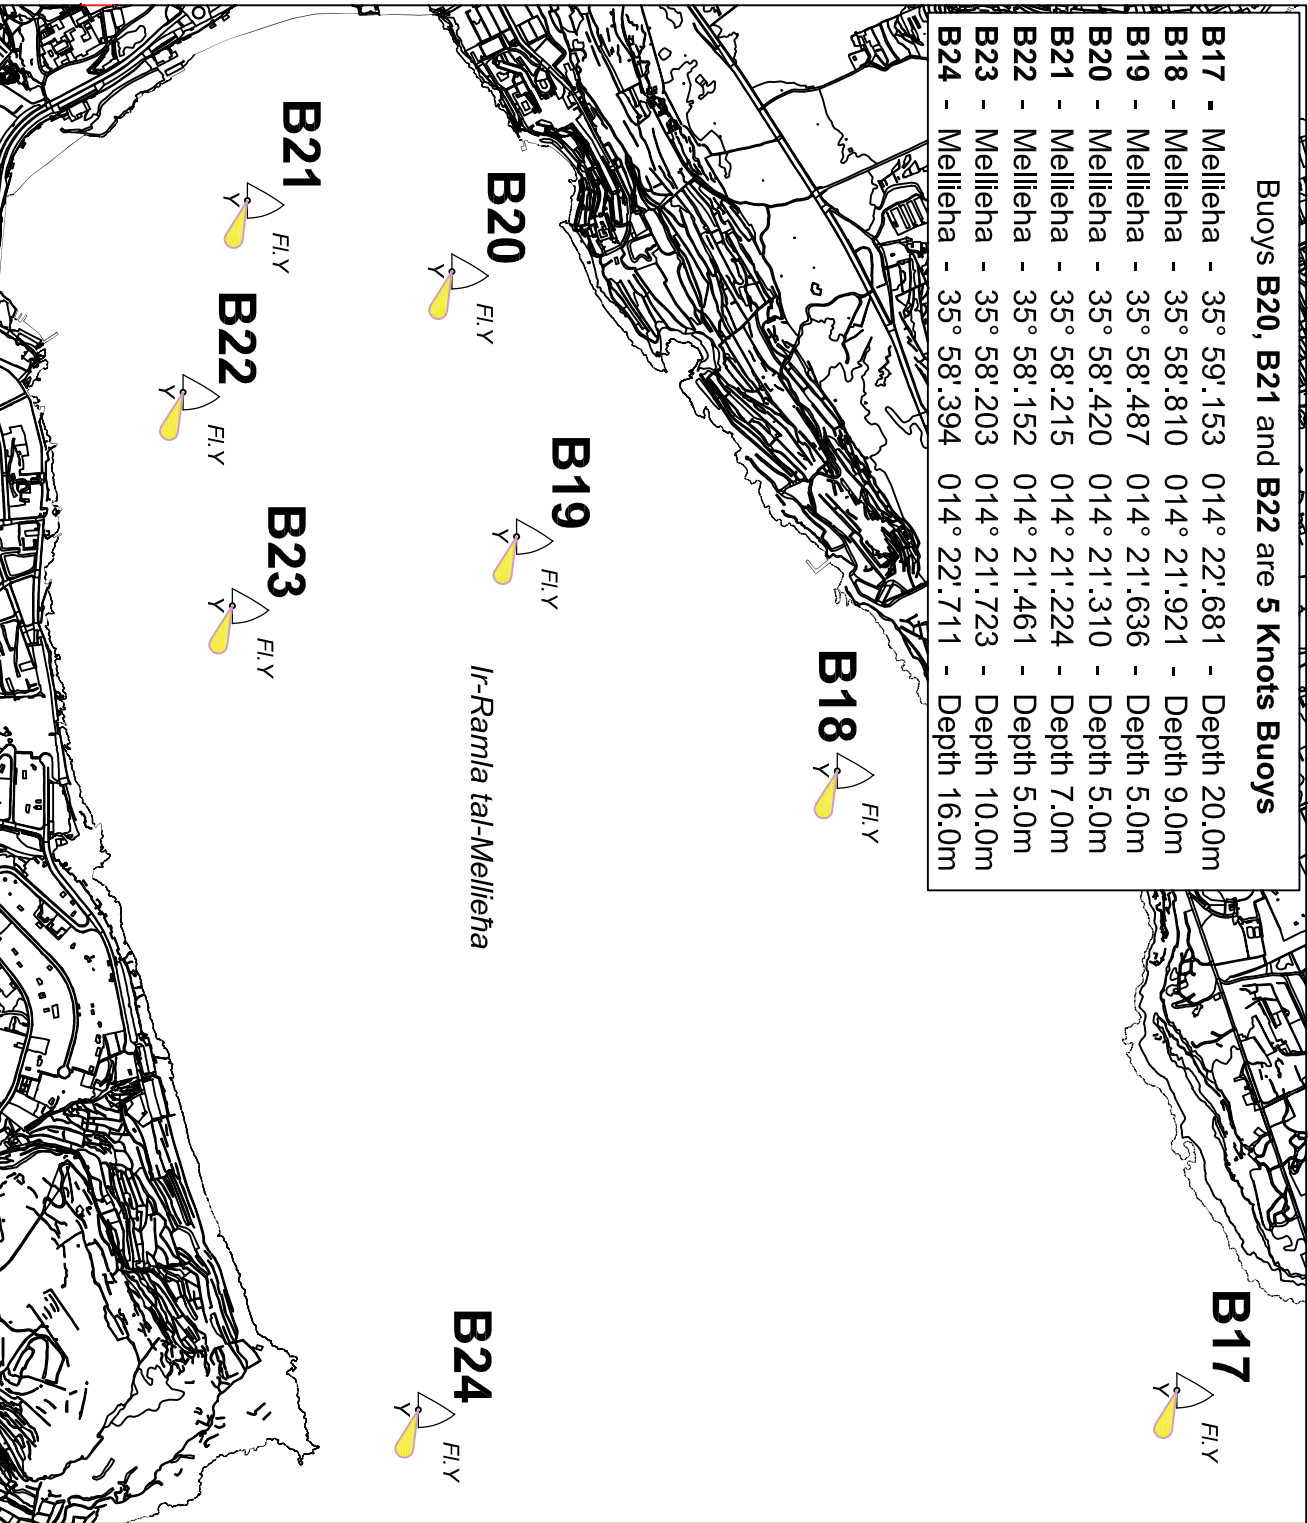 Buoys B20, B21 and B22 are 5 Knots Buoys
B17 - Mellieha - 35° 59'.153 014° 22'.681 - Depth 20.0m
B18 - Mellieha - 35° 58'.810 014° 21'.921 - Depth 9.0m
B19 - Mellieha - 35° 58'.487 014° 21'.636 - Depth 5.0m
B20 - Mellieha - 35° 58'.420 014° 21'.310 - Depth 5.0m
B21 - Mellieha - 35° 58'.215 014° 21'.224 - Depth 7.0m
B22 - Mellieha - 35° 58'.152 014° 21'.461 - Depth 5.0m
B23 - Mellieha - 35° 58'.203 014° 21'.723 - Depth 10.0m
B24 - Mellieha - 35° 58'.394 014° 22'.711 - Depth 16.0m
B17
Fl.Y
Y
B18
Fl.Y
Y
B19
Fl.Y
Y
B20
Fl.Y
Y
Ir-Ramla tal-Mellieħa
B24
Fl.Y
Y
B21
Fl.Y
Y
B23
Fl.Y
Y
B22
Fl.Y
Y